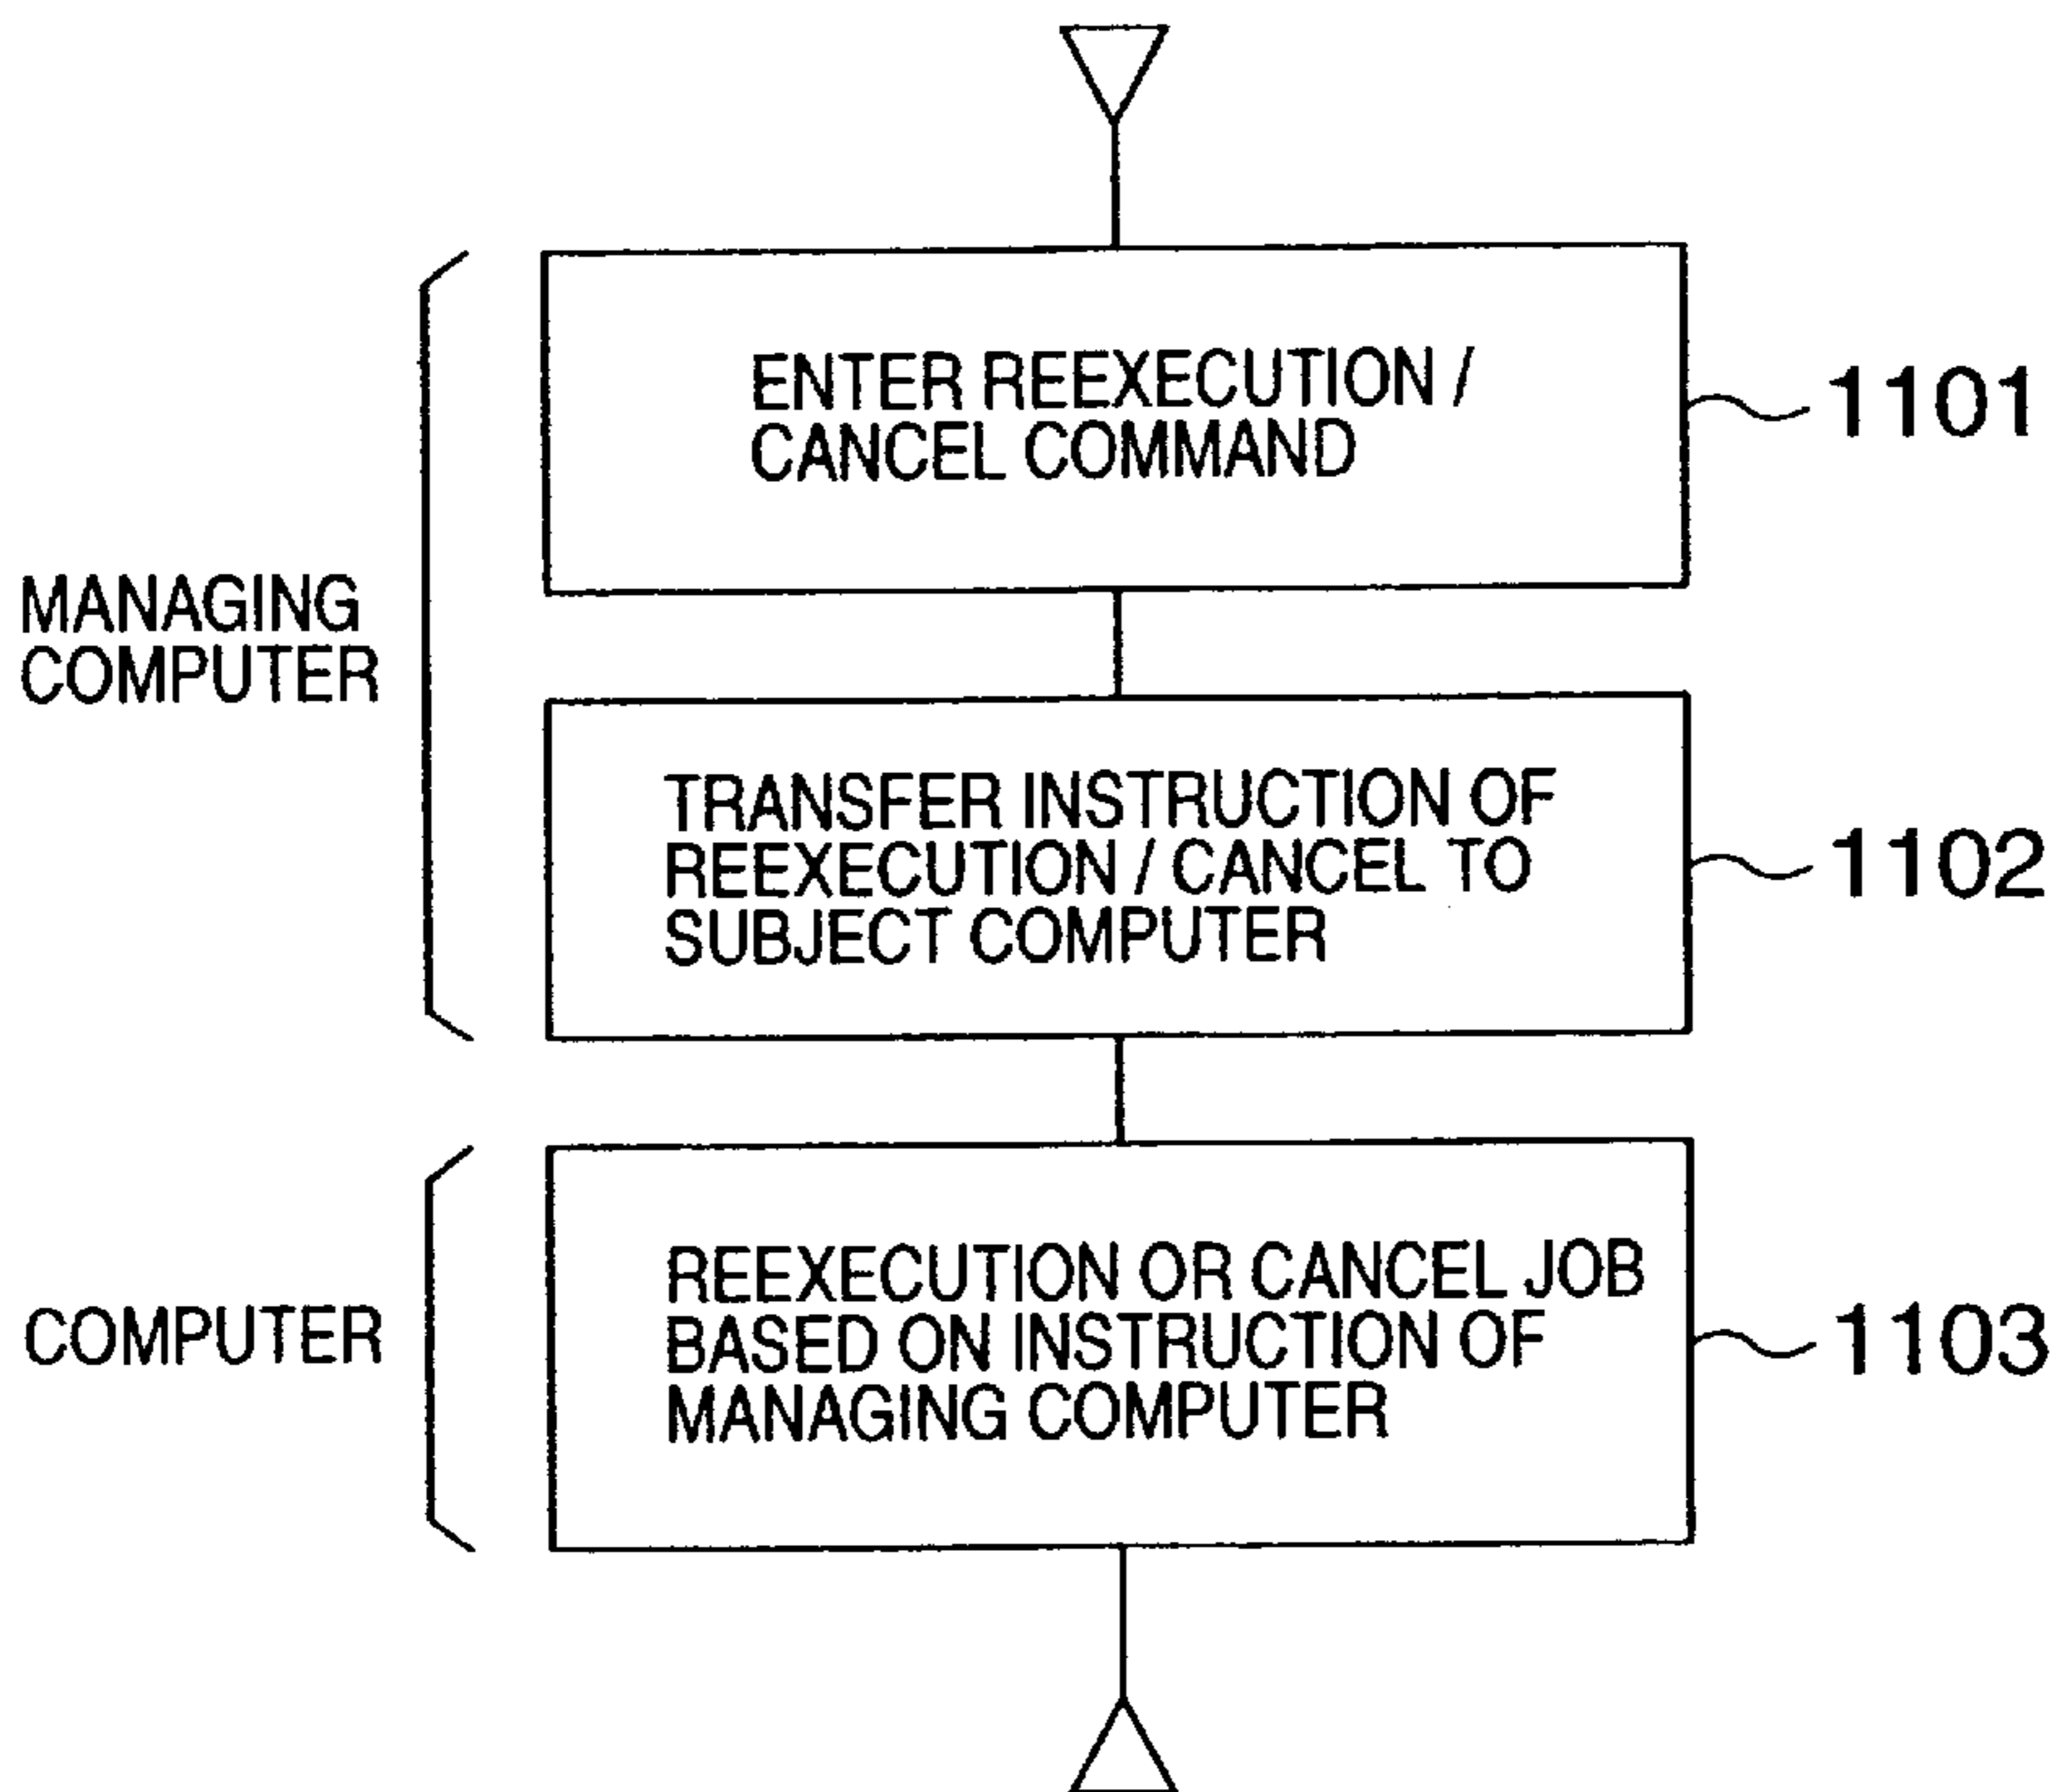 ENTER REEXECUTION /
CANCEL COMMAND
1101
MANAGING
COMPUTER
TRANSFER INSTRUCTION OF
REEXECUTION / CANCEL TO
SUBJECT COMPUTER
1102
COMPUTER
REEXECUTION OR CANCEL JOB
BASED ON INSTRUCTION OF
MANAGING COMPUTER
1103